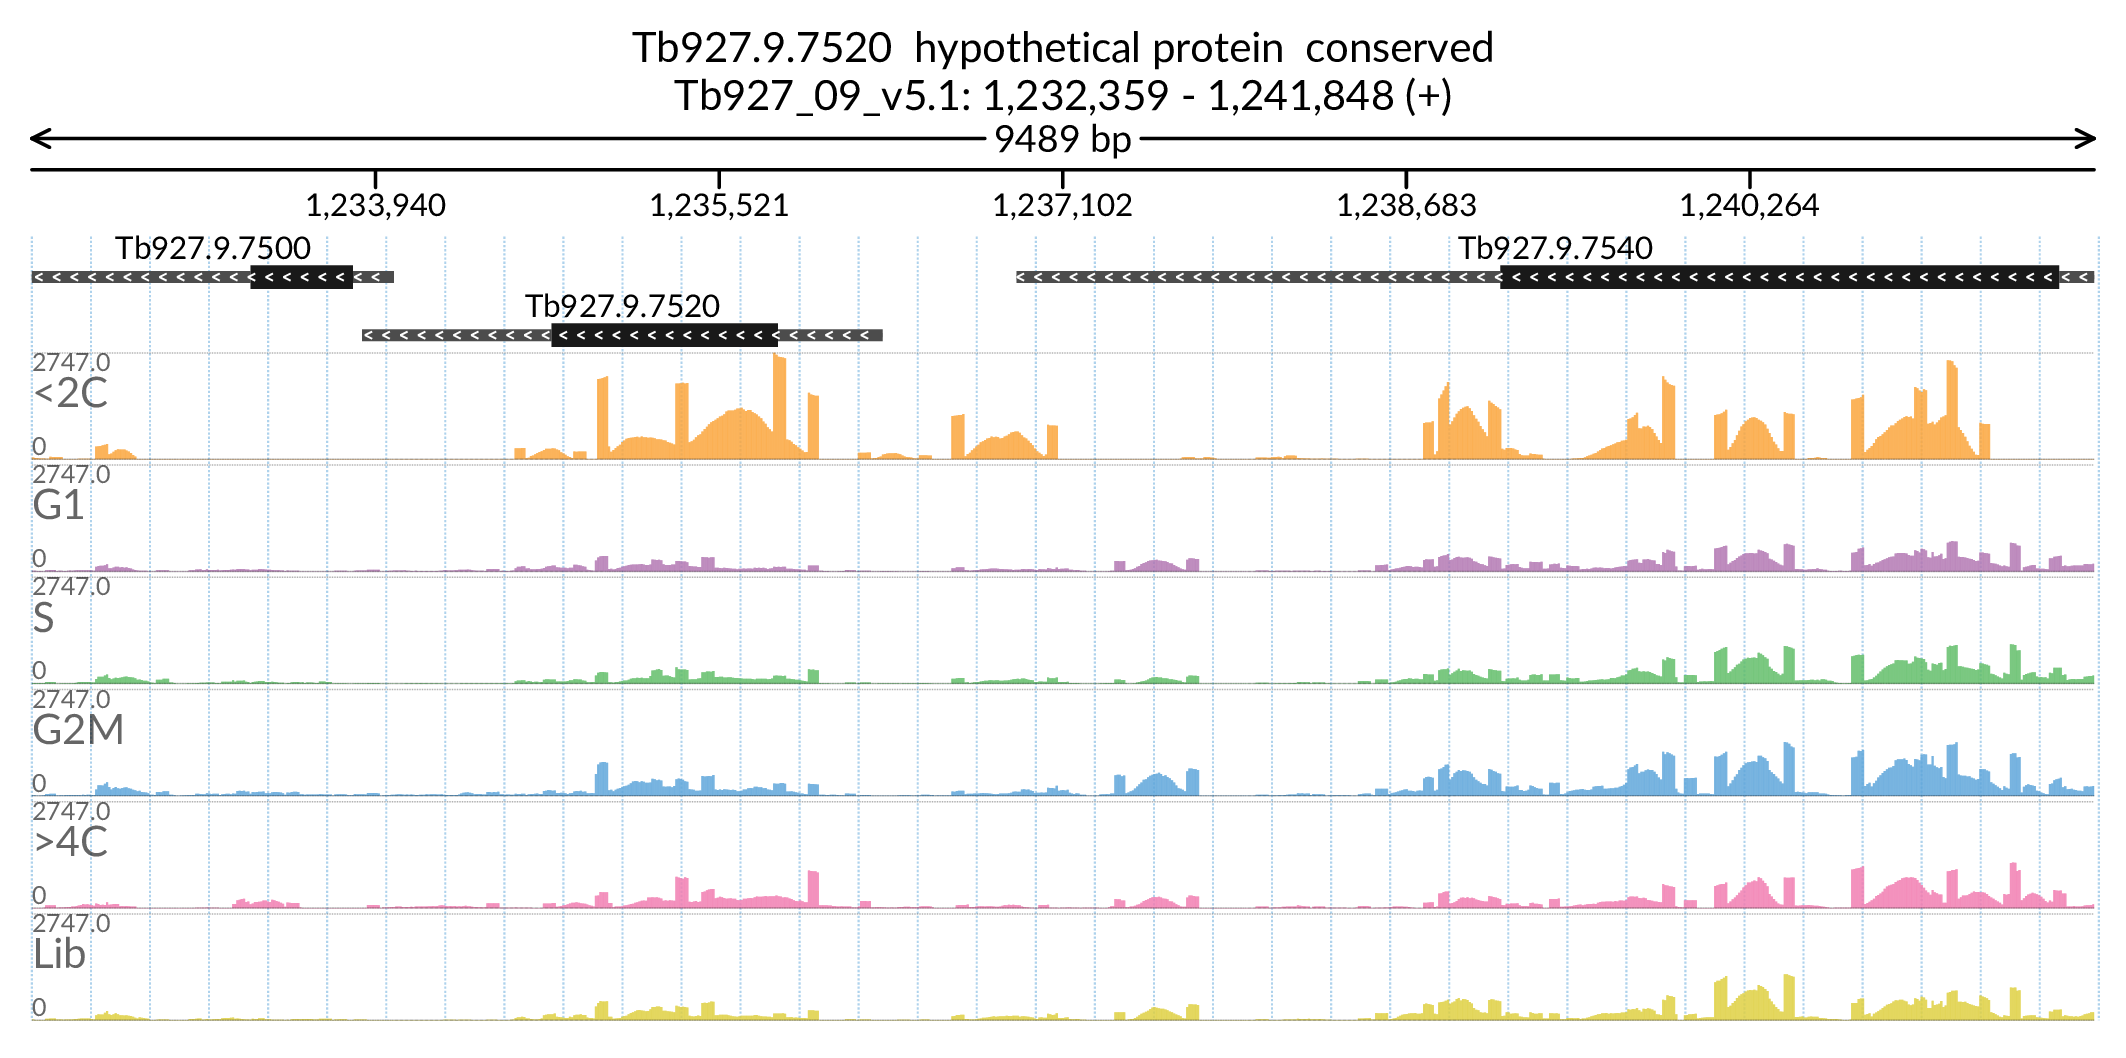 Tb927.9.7520  hypothetical protein  conserved
Tb927_09_v5.1: 1,232,359 - 1,241,848 (+)
9489 bp
1,233,940 1,235,521 1,237,102 1,238,683 1,240,264
Tb927.9.7500 Tb927.9.7540
Tb927.9.7520
2747.0
<2C
0
2747.0
G1
0
2747.0
S
0
2747.0
G2M
0
2747.0
>4C
0
2747.0
Lib
0